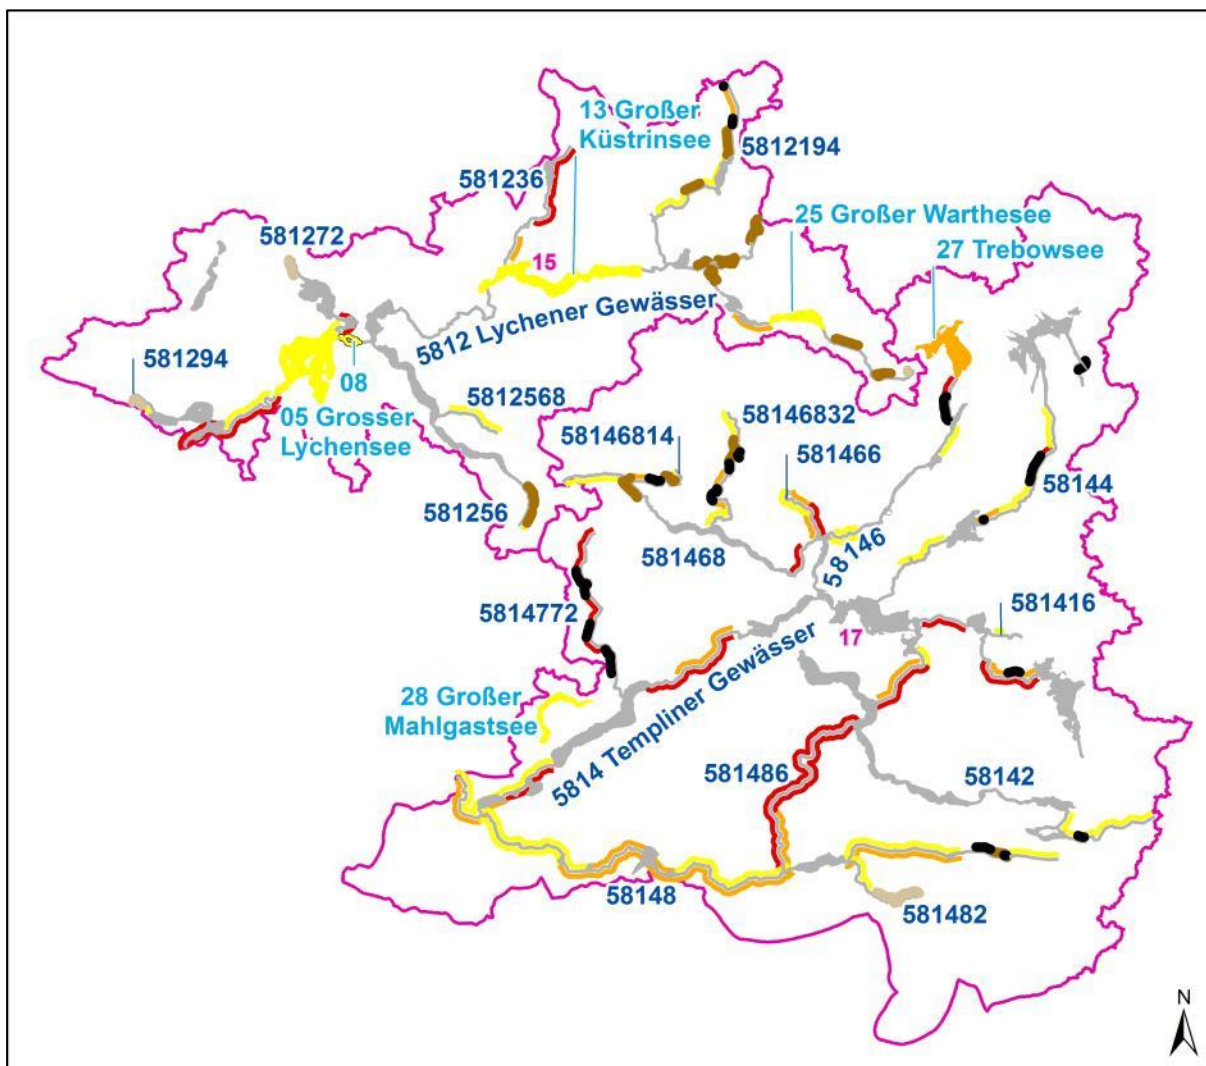 13 Großer
Küstrinsee
5812194
581236
25 Großer Warthesee
581272
27 Trebowsee
15
5812 Lychener Gewässer
581294
08
05 Grosser
Lychensee
5812568
58146832
58146814
581466
58144
581256
581468
58146
5814772
581416
17
28 Großer
Mahlgastsee
5814 Templiner Gewässer
581486
58142
58148
581482
N